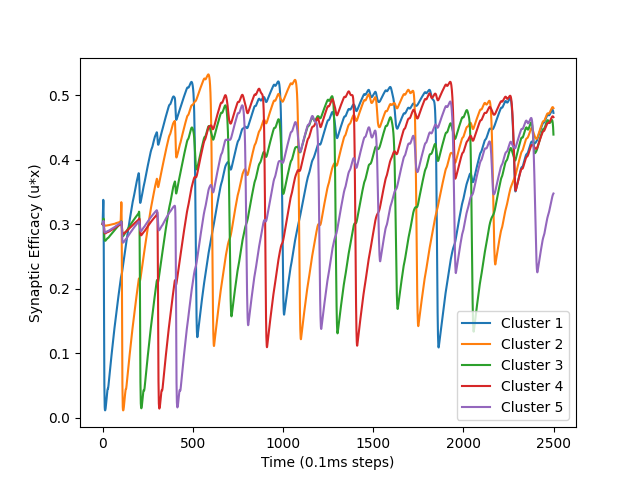 Synaptic Efficacy (u*x)
0.5
0.4
0.3
0.2
0.1
0.0
Cluster 1
Cluster 2
Cluster 3
Cluster 4
Cluster 5
0 500 1000 1500 2000 2500
Time (0.1ms steps)